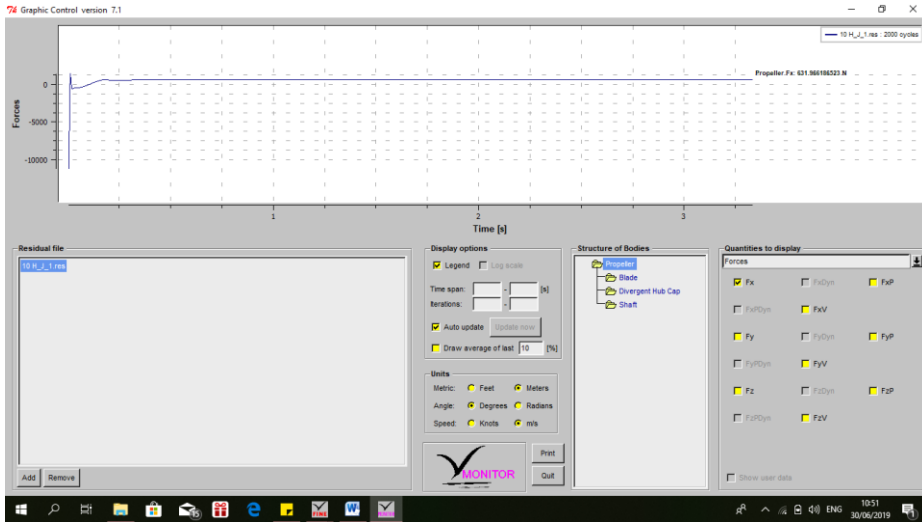 Graphic Control version 7.1
10 H_J_1.res : 2000 cycles
Propeller.Fx: 631.966186523 N
Forces
0
-5000
-10000
1
2
3
Time [s]
Residual file
10 H_J_1.res
Add
Remove
Display options
Legend
Log scale
Time span:
-
[s]
Iterations:
-
Auto update
Update now
Draw average of last
10
[%]
Units
Metric:
Feet
Meters
Angle:
Degrees
Radians
Speed:
Knots
m/s
MONITOR
Print
Quit
Structure of Bodies
Propeller
Blade
Divergent Hub Cap
Shaft
Quantities to display
Forces
Fx
FxDyn
FxP
FxPDyn
FxV
Fy
FyDyn
FyP
FyPDyn
FyV
Fz
FzDyn
FzP
FzPDyn
FzV
Show user data
ENG
10:51
30/06/2019